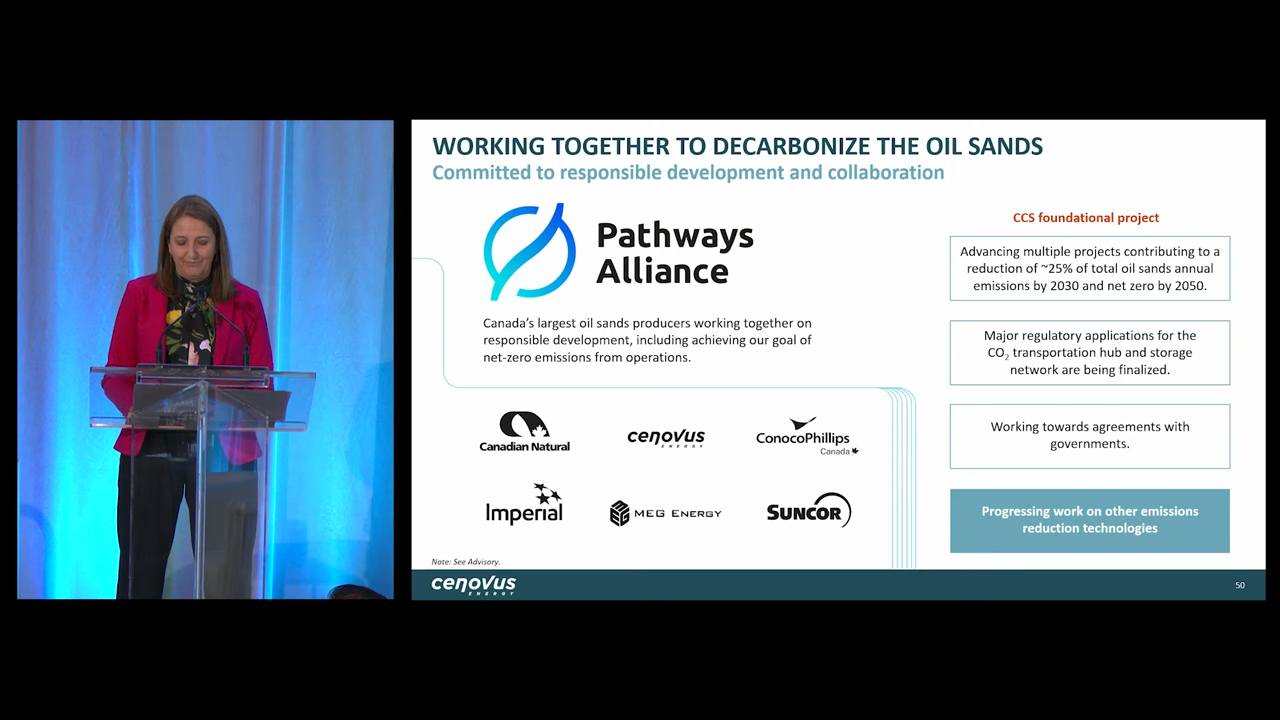 WORKING TOGETHER TO DECARBONIZE THE OIL SANDS
Committed to responsible development and collaboration
Pathways
Alliance
Canada's largest oil sands producers working together on
responsible development, including achieving our goal of
net-zero emissions from operations.
Canadian Natural
cenovus
ENERGY
ConocoPhillips
Canada
Imperial
MEG ENERGY
SUNCOR
CCS foundational project
Advancing multiple projects contributing to a
reduction of ~25% of total oil sands annual
emissions by 2030 and net zero by 2050.
Major regulatory applications for the
CO₂ transportation hub and storage
network are being finalized.
Working towards agreements with
governments.
Progressing work on other emissions
reduction technologies
Note: See Advisory.
cenovus
ENERGY
50